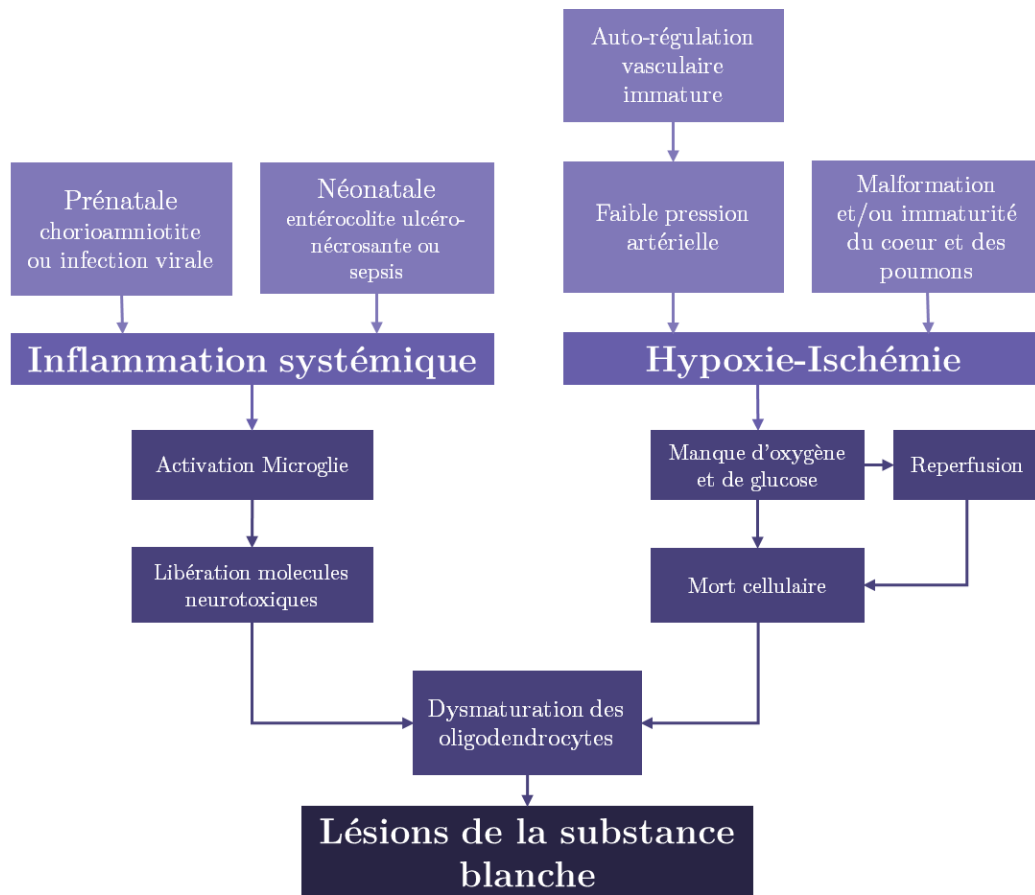 Auto-régulation
vasculaire
immature
Prénatale
chorioamniotite
ou infection virale
Néonatale
entérocolite ulcéro-
nécrosante ou
sepsis
Faible pression
artérielle
Malformation
et/ou immaturité
du coeur et des
poumons
Inflammation systémique
Hypoxie-Ischémie
Activation Microglie
Manque d'oxygène
et de glucose
Reperfusion
Libération molecules
neurotoxiques
Mort cellulaire
Dysmaturation des
oligodendrocytes
Lésions de la substance
blanche